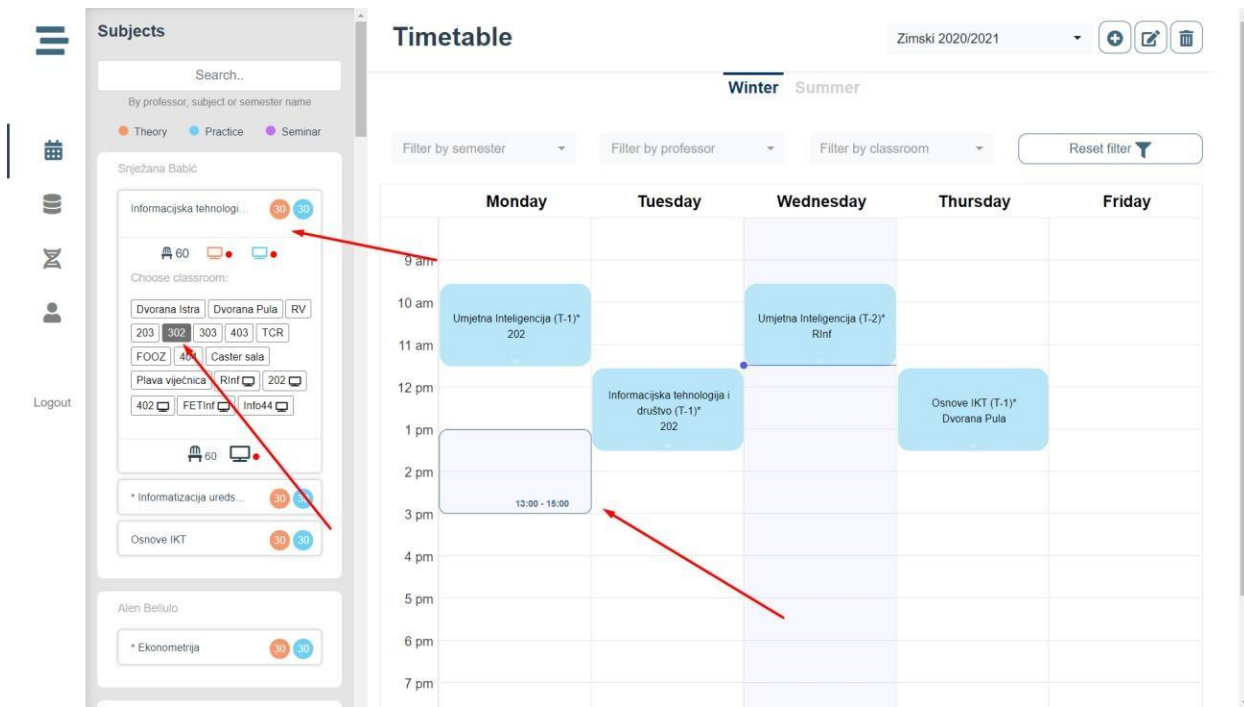 Subjects
Search..
By professor, subject or semester name
Theory Practice Seminar
Snježana Babić
Informacijska tehnologi... 30 30
60
Choose classroom:
Dvorana Istra Dvorana Pula RV
203 302 303 403 TCR
FOOZ 404 Caster sala
Plava viječnica RInf 202
402 FETInf Info44
60
* Informatizacija ureds... 30 30
Osnove IKT 30 30
Alen Bellulo
* Ekonometrija 30 30
Logout
Timetable
Zimski 2020/2021
Winter Summer
Filter by semester Filter by professor Filter by classroom Reset filter
Monday Tuesday Wednesday Thursday Friday
9 am
10 am
11 am
12 pm
1 pm
2 pm
3 pm
4 pm
5 pm
6 pm
7 pm
Umjetna Inteligencija (T-1)*
202
13:00 - 15:00
Informacijska tehnologija i
društvo (T-1)*
202
Umjetna Inteligencija (T-2)*
RInf
Osnove IKT (T-1)*
Dvorana Pula